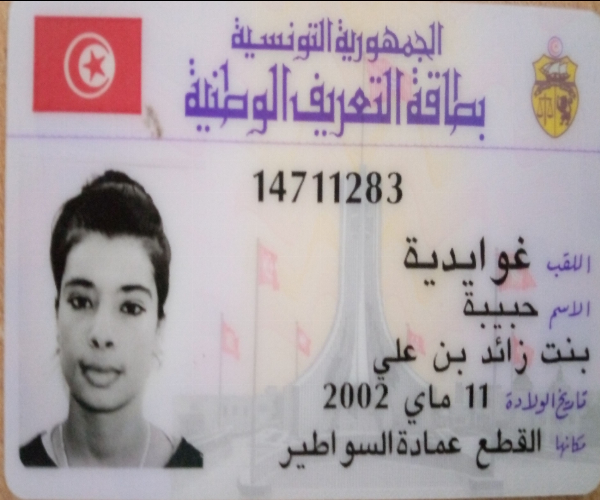 الجمهورية التونسية
بطاقة التعريف الوطنية
14711283
اللقب غوايدية
الاسم حبيبة
بنت زائد بن علي
تاريخ الولادة 11 ماي 2002
مكانها القطع عمادة السواطير